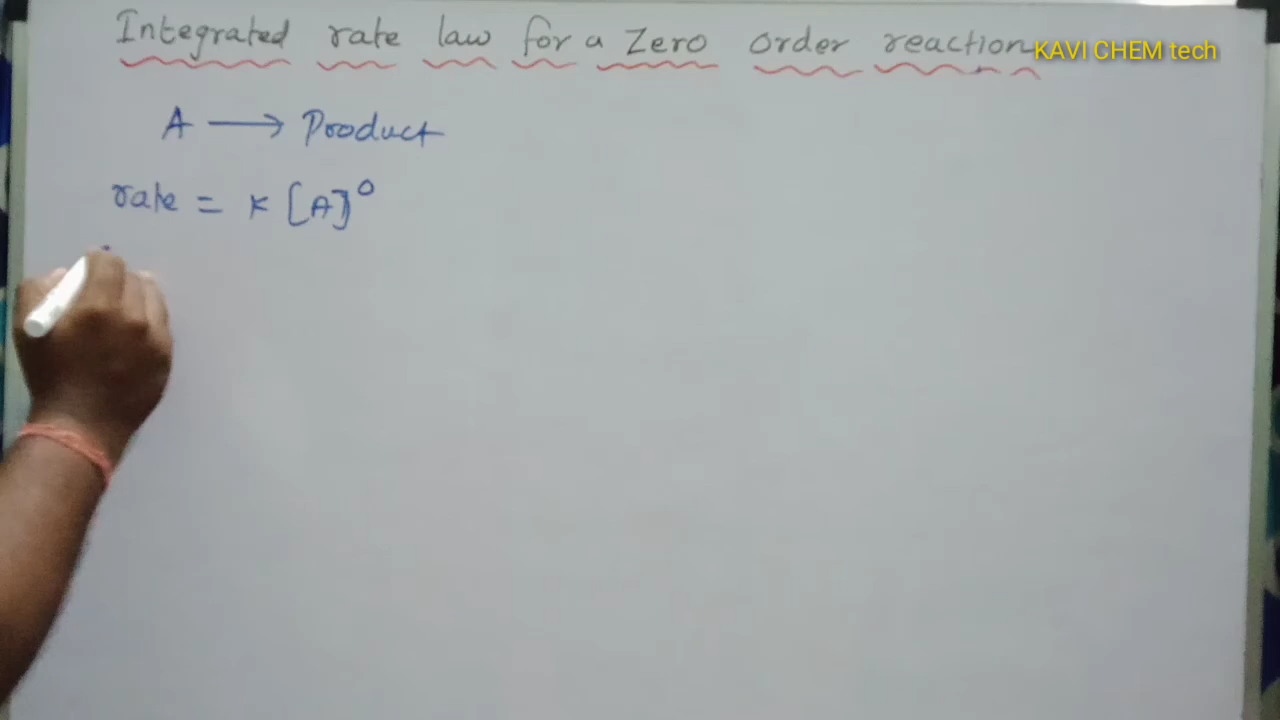 Integrated rate law for a Zero order reaction
KAVI CHEM tech
A ⟶ Product
rate = k [A]⁰